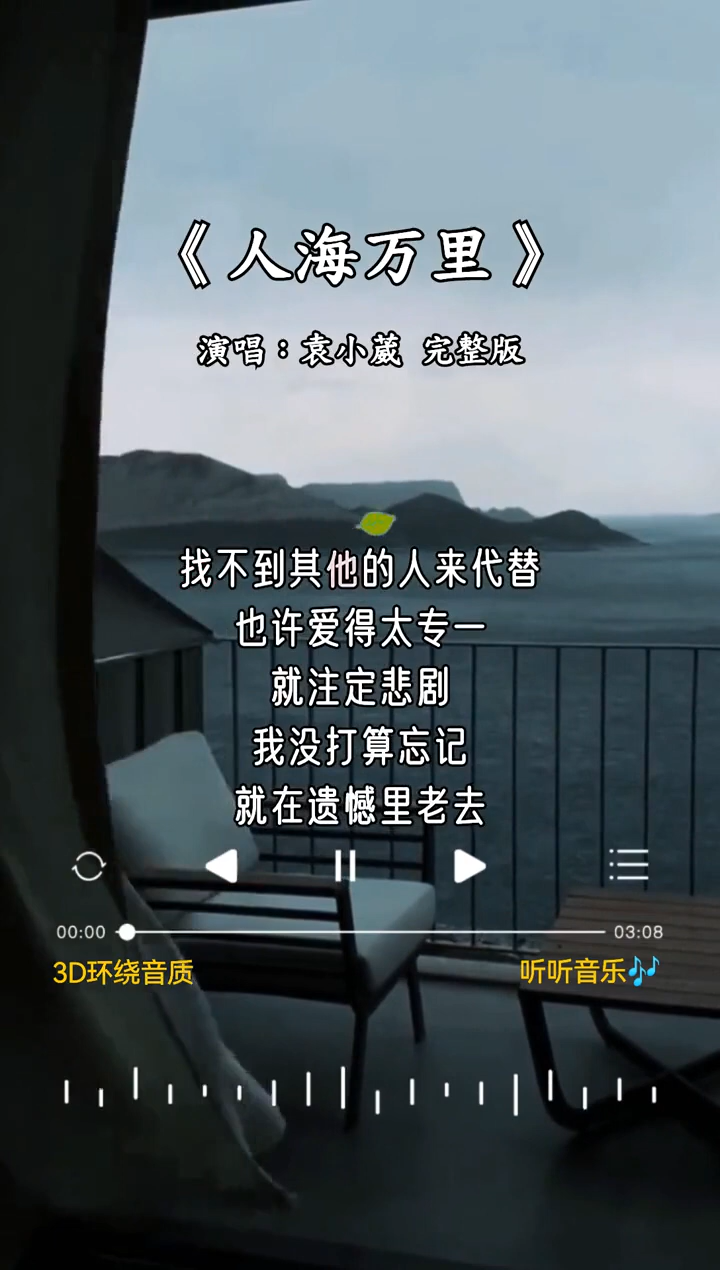 《人海万里》
演唱：袁小葳 完整版
找不到其他的人来代替
也许爱得太专一
就注定悲剧
我没打算忘记
就在遗憾里老去
00:00 03:08
3D环绕音质 听听音乐🎶